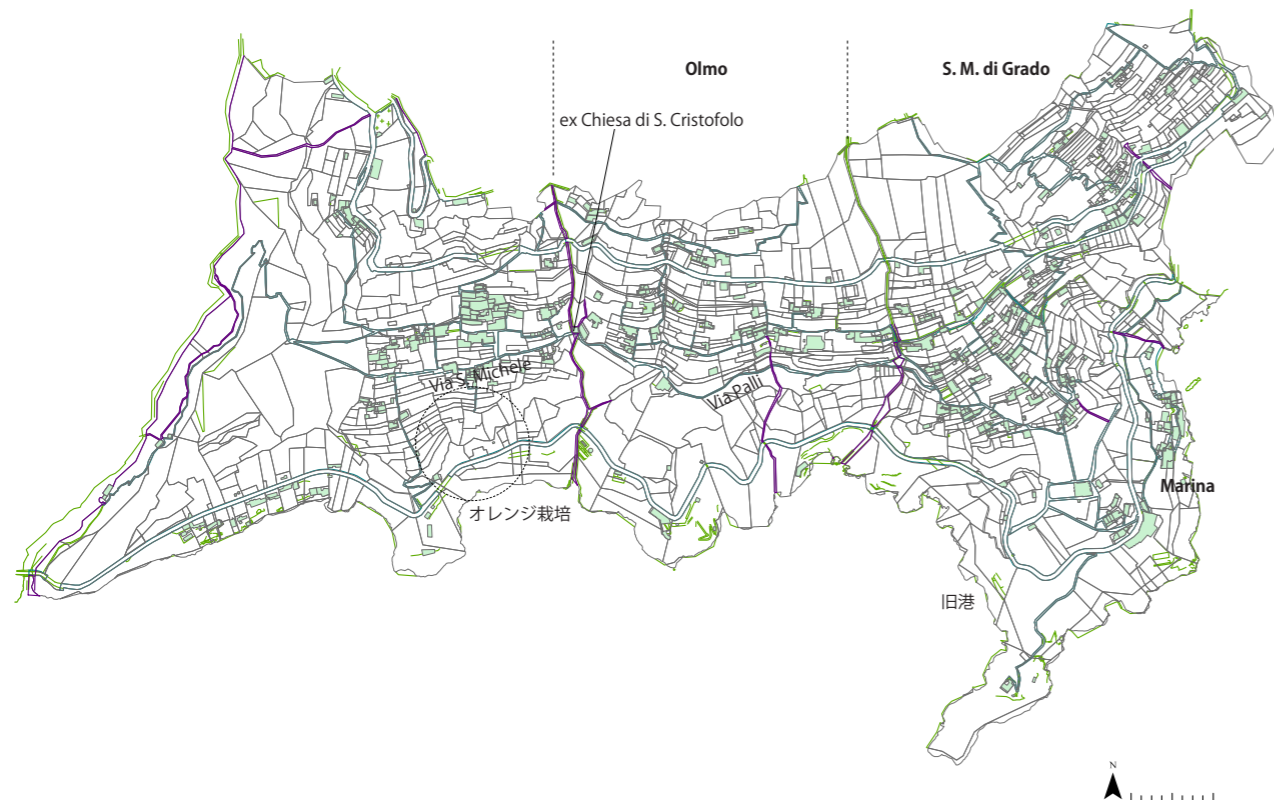 Olmo
S. M. di Grado
ex Chiesa di S. Cristofolo
Via S. Michele
Via Palli
オレンジ栽培
Marina
旧港
N